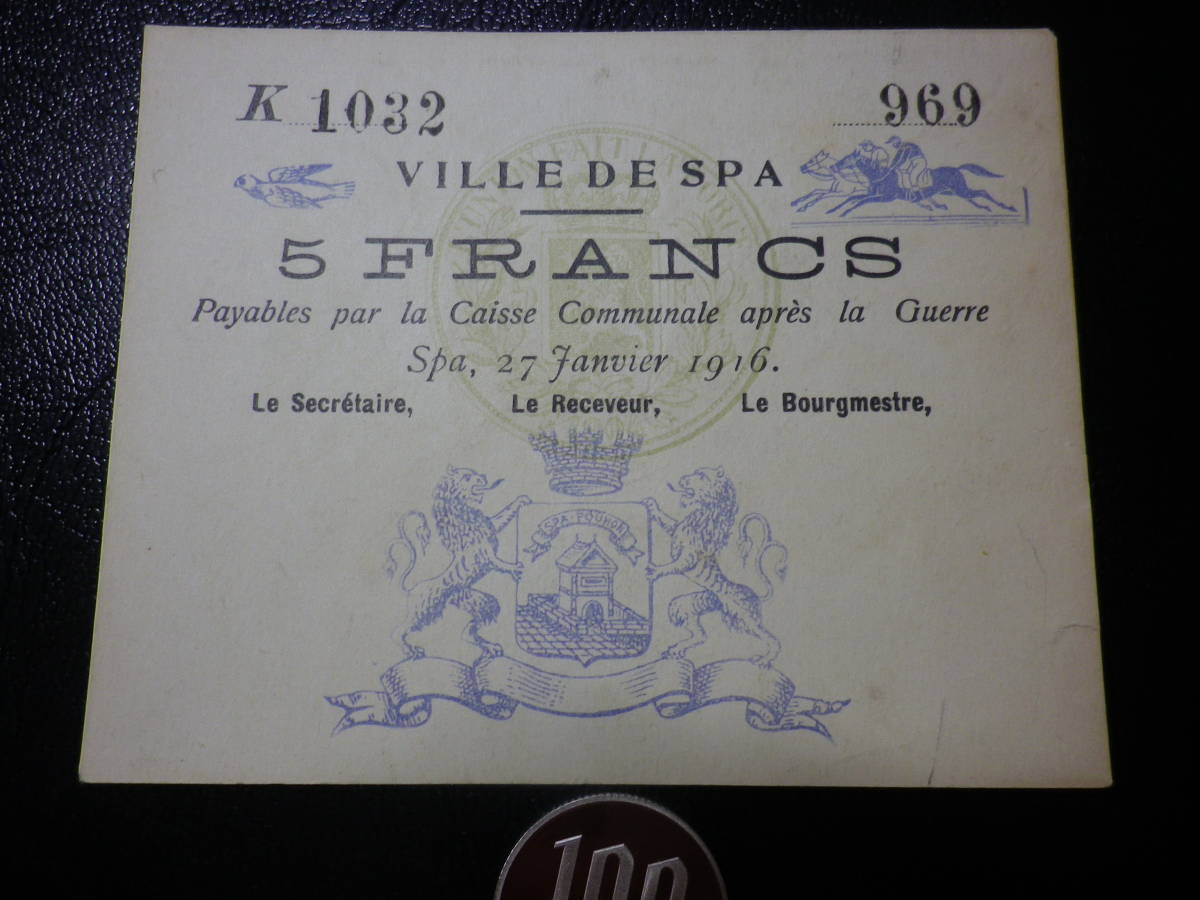 K 1032 969
VILLE DE SPA
5 FRANCS
Payables par la Caisse Communale après la Guerre
Spa, 27 Janvier 1916.
Le Secrétaire, Le Receveur, Le Bourgmestre,
SPA-POUHON
100